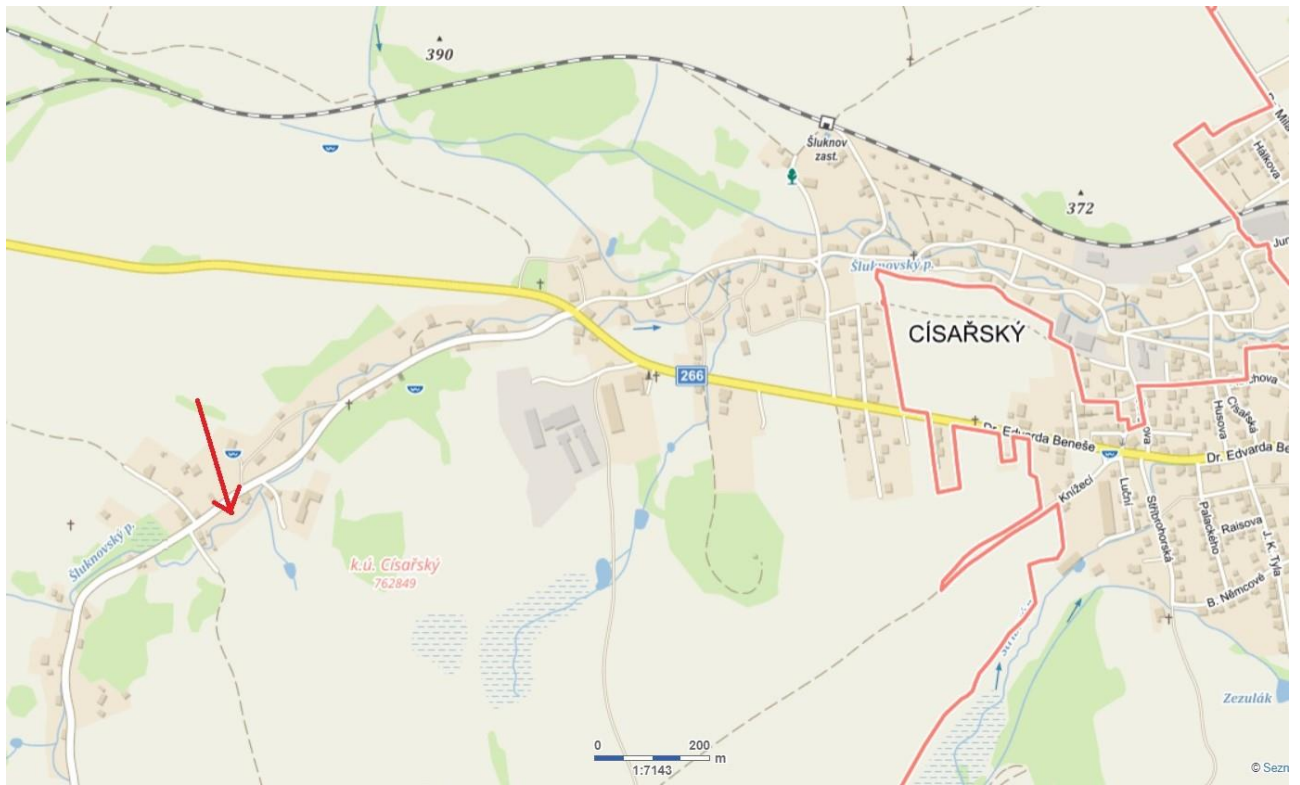 390
Šluknov
zast.
372
Hálkova
Šluknovský p.
CÍSAŘSKÝ
266
Dr. Edvarda Beneše
Husova
Císařská
Dr. Edvarda Be
Knížecí
Luční
Stříbrohorská
Palackého
Raisova
J. K. Tyla
B. Němcové
Šluknovský p.
k.ú. Císařský
762849
Zezulák
0 200
m
1:7143
© Sezn